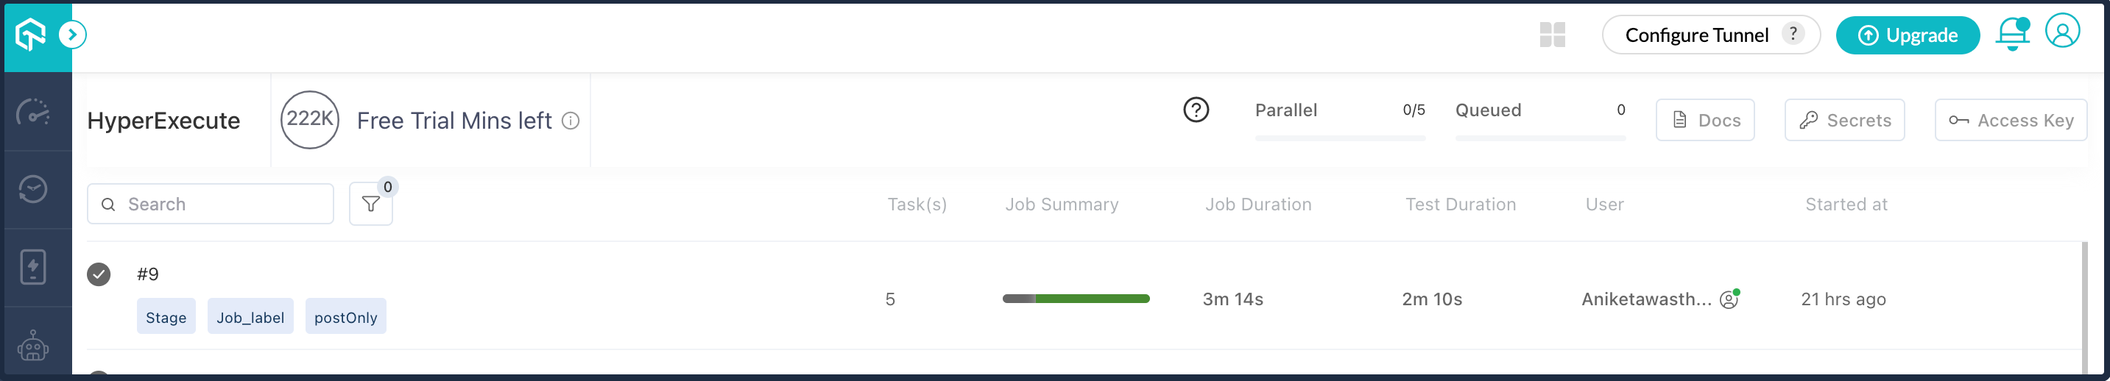 Configure Tunnel ? Upgrade
HyperExecute 222K Free Trial Mins left ? Parallel 0/5 Queued 0 Docs Secrets Access Key
Search 0 Task(s) Job Summary Job Duration Test Duration User Started at
#9
5 3m 14s 2m 10s Aniketawasth... 21 hrs ago
Stage Job_label postOnly